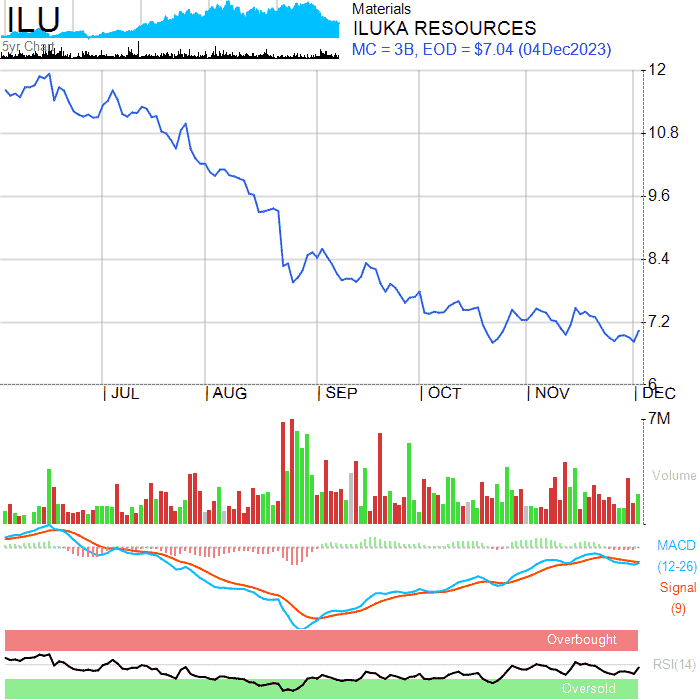 ILU
5yr Chart
Materials
ILUKA RESOURCES
MC = 3B, EOD = $7.04 (04Dec2023)
12
10.8
9.6
8.4
7.2
6
JUL AUG SEP OCT NOV DEC
7M
Volume
MACD
(12-26)
Signal
(9)
Overbought
RSI(14)
Oversold